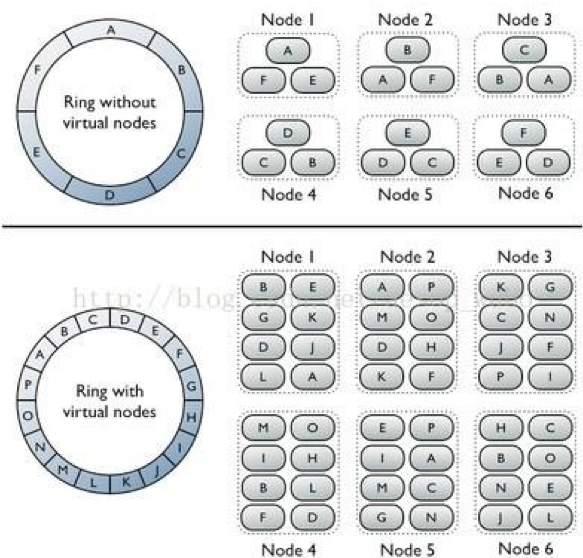 Node 1 Node 2 Node 3
A B C
F E A F B A
A
F B
Ring without
virtual nodes
E C
D
D E F
C B D C E D
Node 4 Node 5 Node 6
Node 1 Node 2 Node 3
B E A P K G
http://blog.
G K M O C N
D J D H J F
L A K F P I
A B C D E F G H I J K L M N O P
Ring with
virtual nodes
M O E P H C
I H I A B O
B L M C N E
F D G N J L
Node 4 Node 5 Node 6